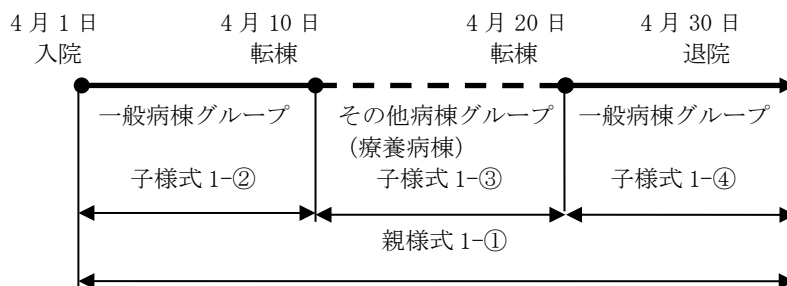 4月1日 4月10日 4月20日 4月30日
入院 転棟 転棟 退院
一般病棟グループ その他病棟グループ 一般病棟グループ
(療養病棟)
子様式 1-② 子様式 1-③ 子様式 1-④
親様式 1-①